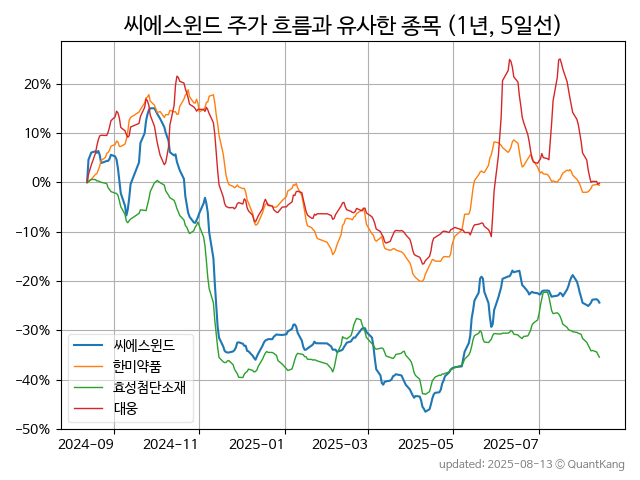 씨에스윈드 주가 흐름과 유사한 종목 (1년, 5일선)
20%
10%
0%
−10%
−20%
−30%
−40%
−50%
씨에스윈드
한미약품
효성첨단소재
대웅
2024-09
2024-11
2025-01
2025-03
2025-05
2025-07
updated: 2025-08-13 ⓒ QuantKang